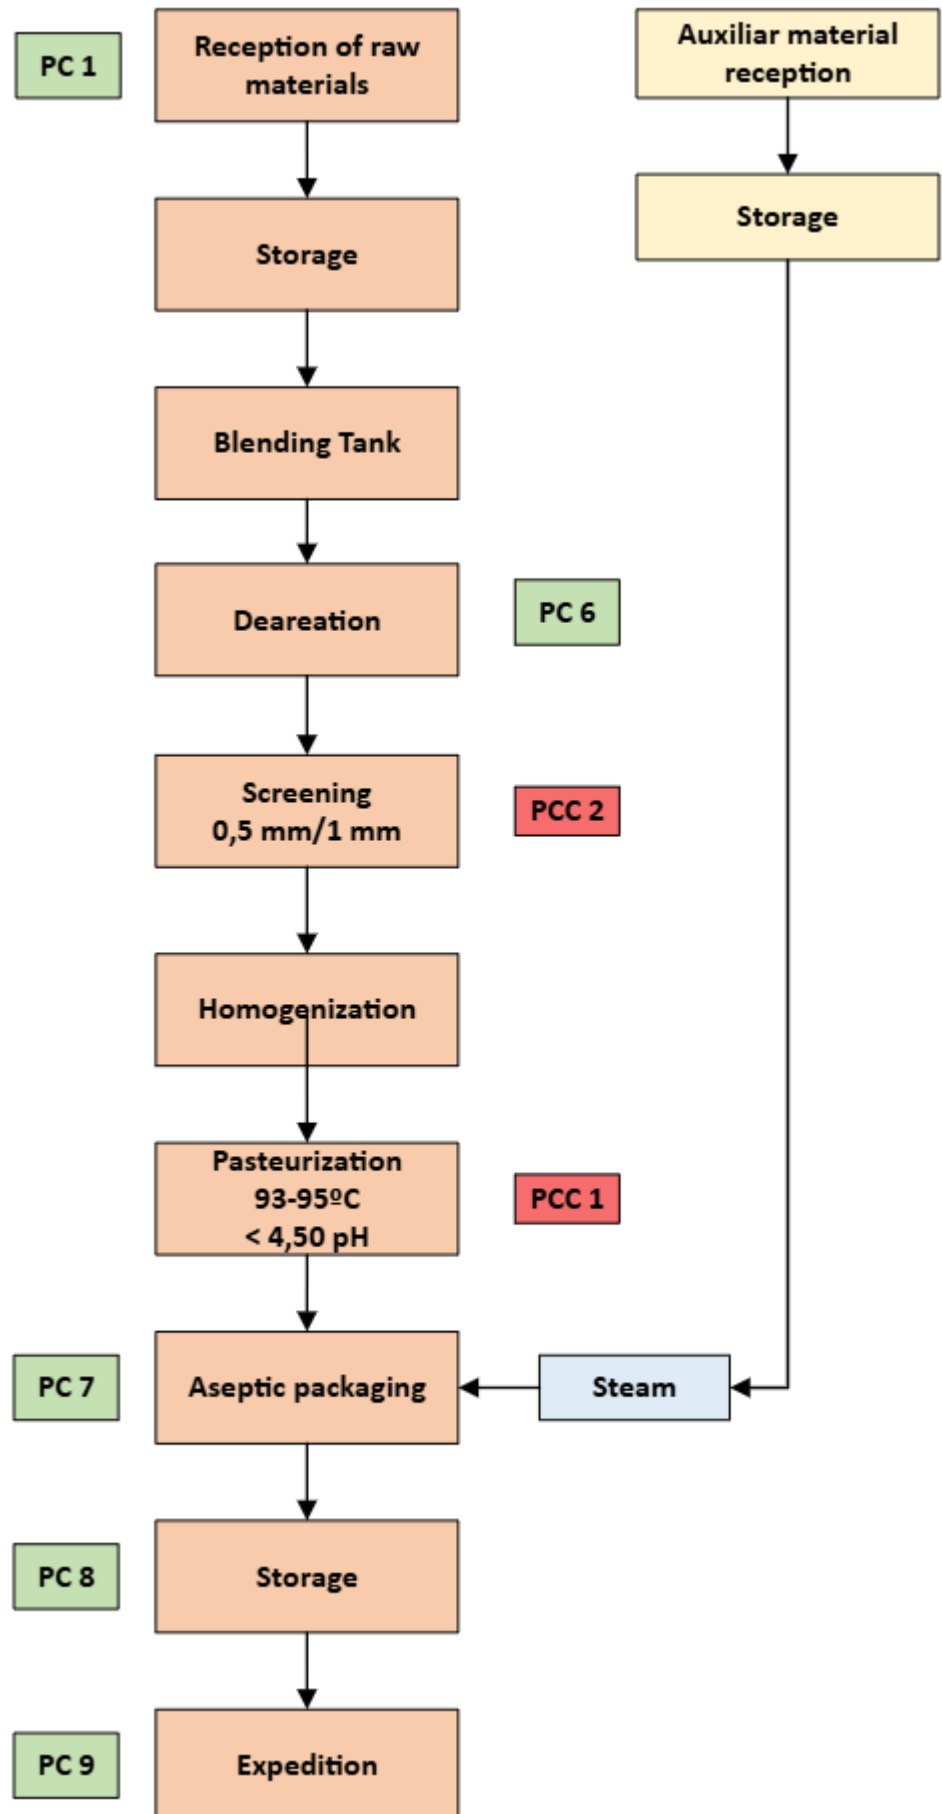 PC 1
Reception of raw
materials
Auxiliar material
reception
Storage
Storage
Blending Tank
Deareation
PC 6
Screening
0,5 mm/1 mm
PCC 2
Homogenization
Pasteurization
93-95ºC
< 4,50 pH
PCC 1
PC 7
Aseptic packaging
Steam
PC 8
Storage
PC 9
Expedition